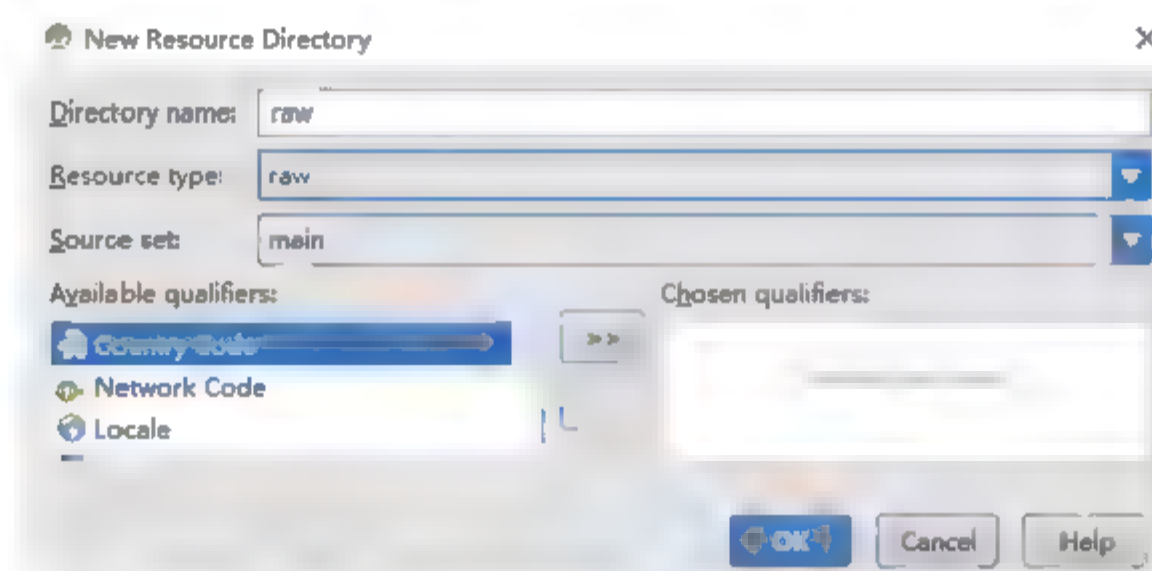 New Resource Directory
Directory name: raw
Resource type: raw
Source set: main
Available qualifiers:
Chosen qualifiers:
Country Code
>>
Network Code
Locale
OK
Cancel
Help